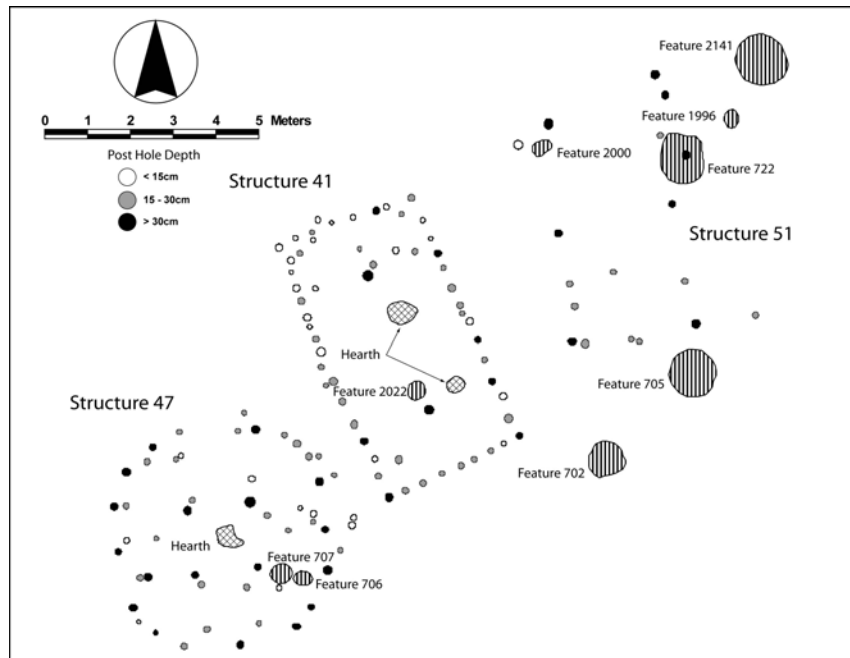 Feature 2141
0 1 2 3 4 5 Meters
Post Hole Depth
< 15cm
15 - 30cm
> 30cm
Feature 1996
Feature 2000
Feature 722
Structure 41
Structure 51
Hearth
Feature 2022
Feature 705
Structure 47
Feature 702
Hearth
Feature 707
Feature 706